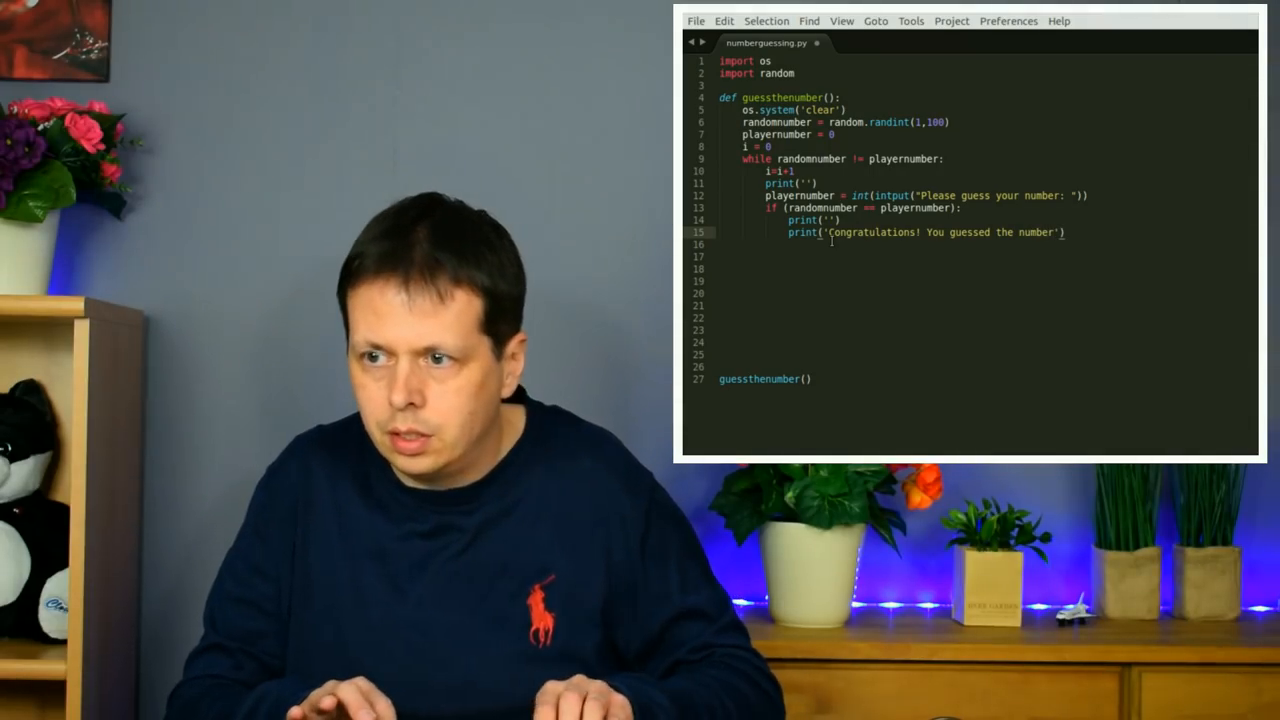 File Edit Selection Find View Goto Tools Project Preferences Help
numberguessing.py
1 import os
2 import random
3
4 def guessthenumber():
5 os.system('clear')
6 randomnumber = random.randint(1,100)
7 playernumber = 0
8 i = 0
9 while randomnumber != playernumber:
10 i=i+1
11 print('')
12 playernumber = int(intput("Please guess your number: "))
13 if (randomnumber == playernumber):
14 print('')
15 print('Congratulations! You guessed the number')
16
17
18
19
20
21
22
23
24
25
26
27 guessthenumber()